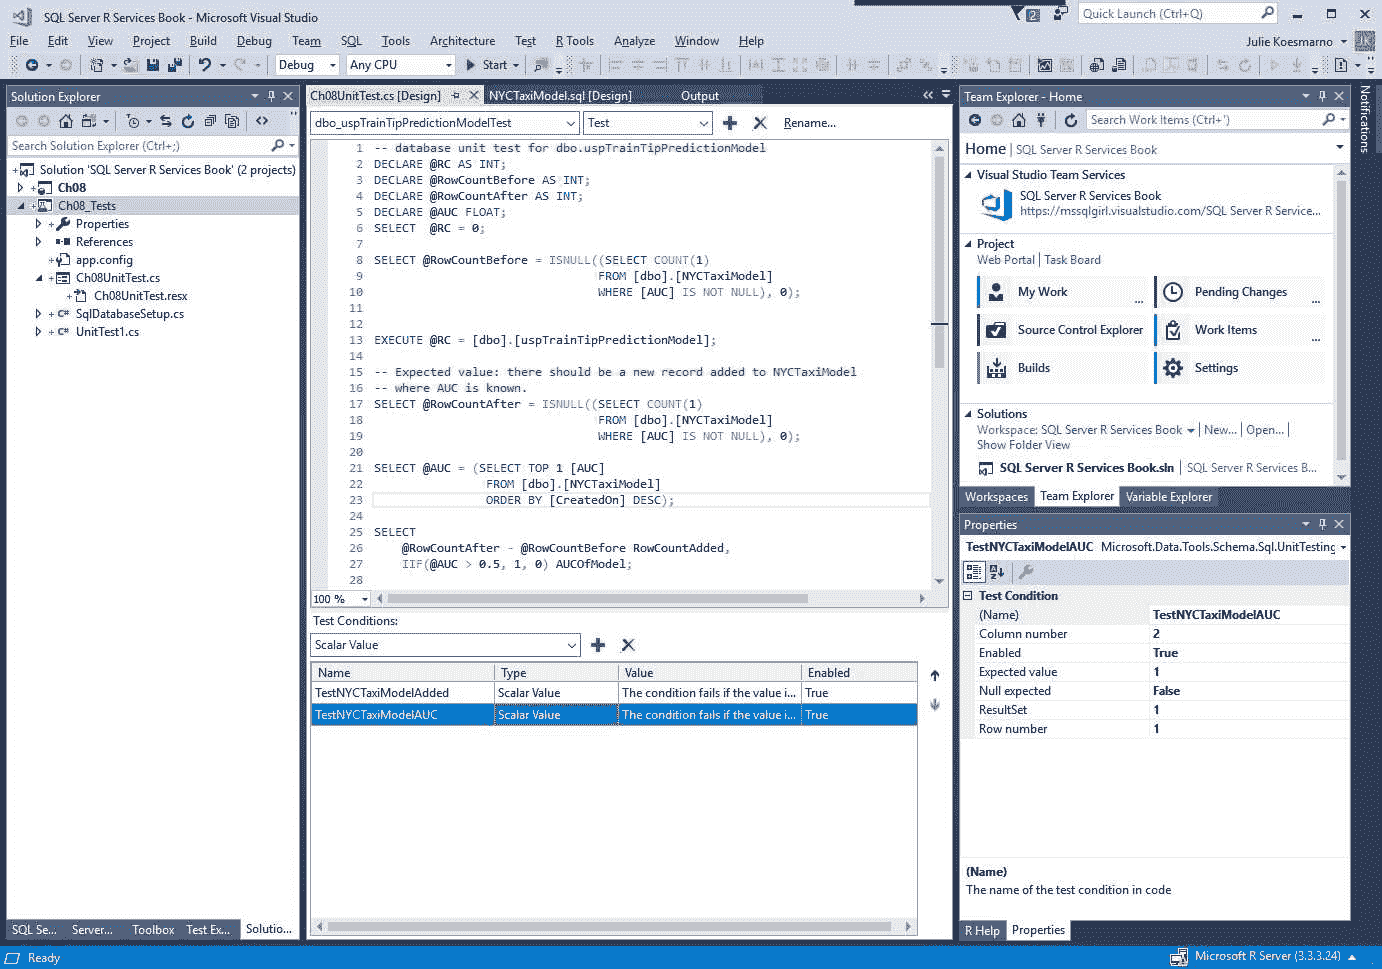 SQL Server R Services Book - Microsoft Visual Studio
2
Quick Launch (Ctrl+Q)
File Edit View Project Build Debug Team SQL Tools Architecture Test R Tools Analyze Window Help
Julie Koesmarno
JK
Debug Any CPU Start
Solution Explorer
Search Solution Explorer (Ctrl+;)
Solution 'SQL Server R Services Book' (2 projects)
Ch08
Ch08_Tests
Properties
References
app.config
Ch08UnitTest.cs
Ch08UnitTest.resx
SqlDatabaseSetup.cs
UnitTest1.cs
SQL Se... Server... Toolbox Test Ex... Solutio...
Ch08UnitTest.cs [Design] NYCTaxiModel.sql [Design] Output
dbo_uspTrainTipPredictionModelTest Test Rename...
1 -- database unit test for dbo.uspTrainTipPredictionModel
2 DECLARE @RC AS INT;
3 DECLARE @RowCountBefore AS INT;
4 DECLARE @RowCountAfter AS INT;
5 DECLARE @AUC FLOAT;
6 SELECT @RC = 0;
7
8 SELECT @RowCountBefore = ISNULL((SELECT COUNT(1)
9 FROM [dbo].[NYCTaxiModel]
10 WHERE [AUC] IS NOT NULL), 0);
11
12
13 EXECUTE @RC = [dbo].[uspTrainTipPredictionModel];
14
15 -- Expected value: there should be a new record added to NYCTaxiModel
16 -- where AUC is known.
17 SELECT @RowCountAfter = ISNULL((SELECT COUNT(1)
18 FROM [dbo].[NYCTaxiModel]
19 WHERE [AUC] IS NOT NULL), 0);
20
21 SELECT @AUC = (SELECT TOP 1 [AUC]
22 FROM [dbo].[NYCTaxiModel]
23 ORDER BY [CreatedOn] DESC);
24
25 SELECT
26 @RowCountAfter - @RowCountBefore RowCountAdded,
27 IIF(@AUC > 0.5, 1, 0) AUCOfModel;
28
100 %
Test Conditions:
Scalar Value
Name Type Value Enabled
TestNYCTaxiModelAdded Scalar Value The condition fails if the value i... True
TestNYCTaxiModelAUC Scalar Value The condition fails if the value i... True
Team Explorer - Home
Search Work Items (Ctrl+')
Home | SQL Server R Services Book
Visual Studio Team Services
SQL Server R Services Book
https://mssqlgirl.visualstudio.com/SQL Server R Service...
Project
Web Portal | Task Board
My Work ... Pending Changes ...
Source Control Explorer Work Items ...
Builds Settings
Solutions
Workspace: SQL Server R Services Book | New... | Open... |
Show Folder View
SQL Server R Services Book.sln | SQL Server R Services B...
Workspaces Team Explorer Variable Explorer
Properties
TestNYCTaxiModelAUC Microsoft.Data.Tools.Schema.Sql.UnitTesting
Test Condition
(Name) TestNYCTaxiModelAUC
Column number 2
Enabled True
Expected value 1
Null expected False
ResultSet 1
Row number 1
(Name)
The name of the test condition in code
R Help Properties
Notifications
Ready
Microsoft R Server (3.3.3.24)